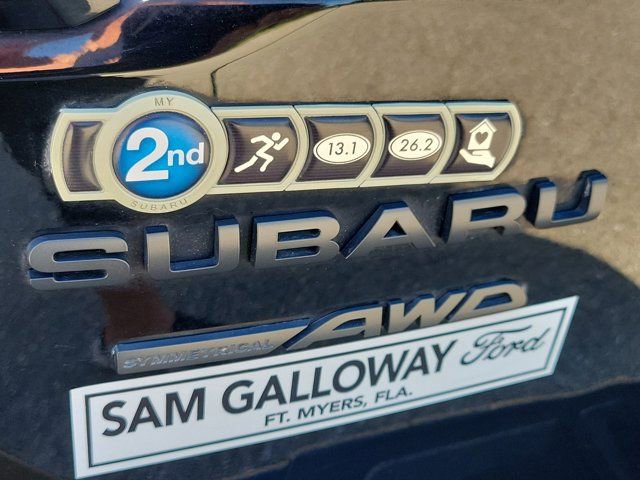 MY
2nd
SUBARU
13.1
26.2
SUBARU
SYMMETRICAL AWD
SAM GALLOWAY Ford
FT. MYERS, FLA.